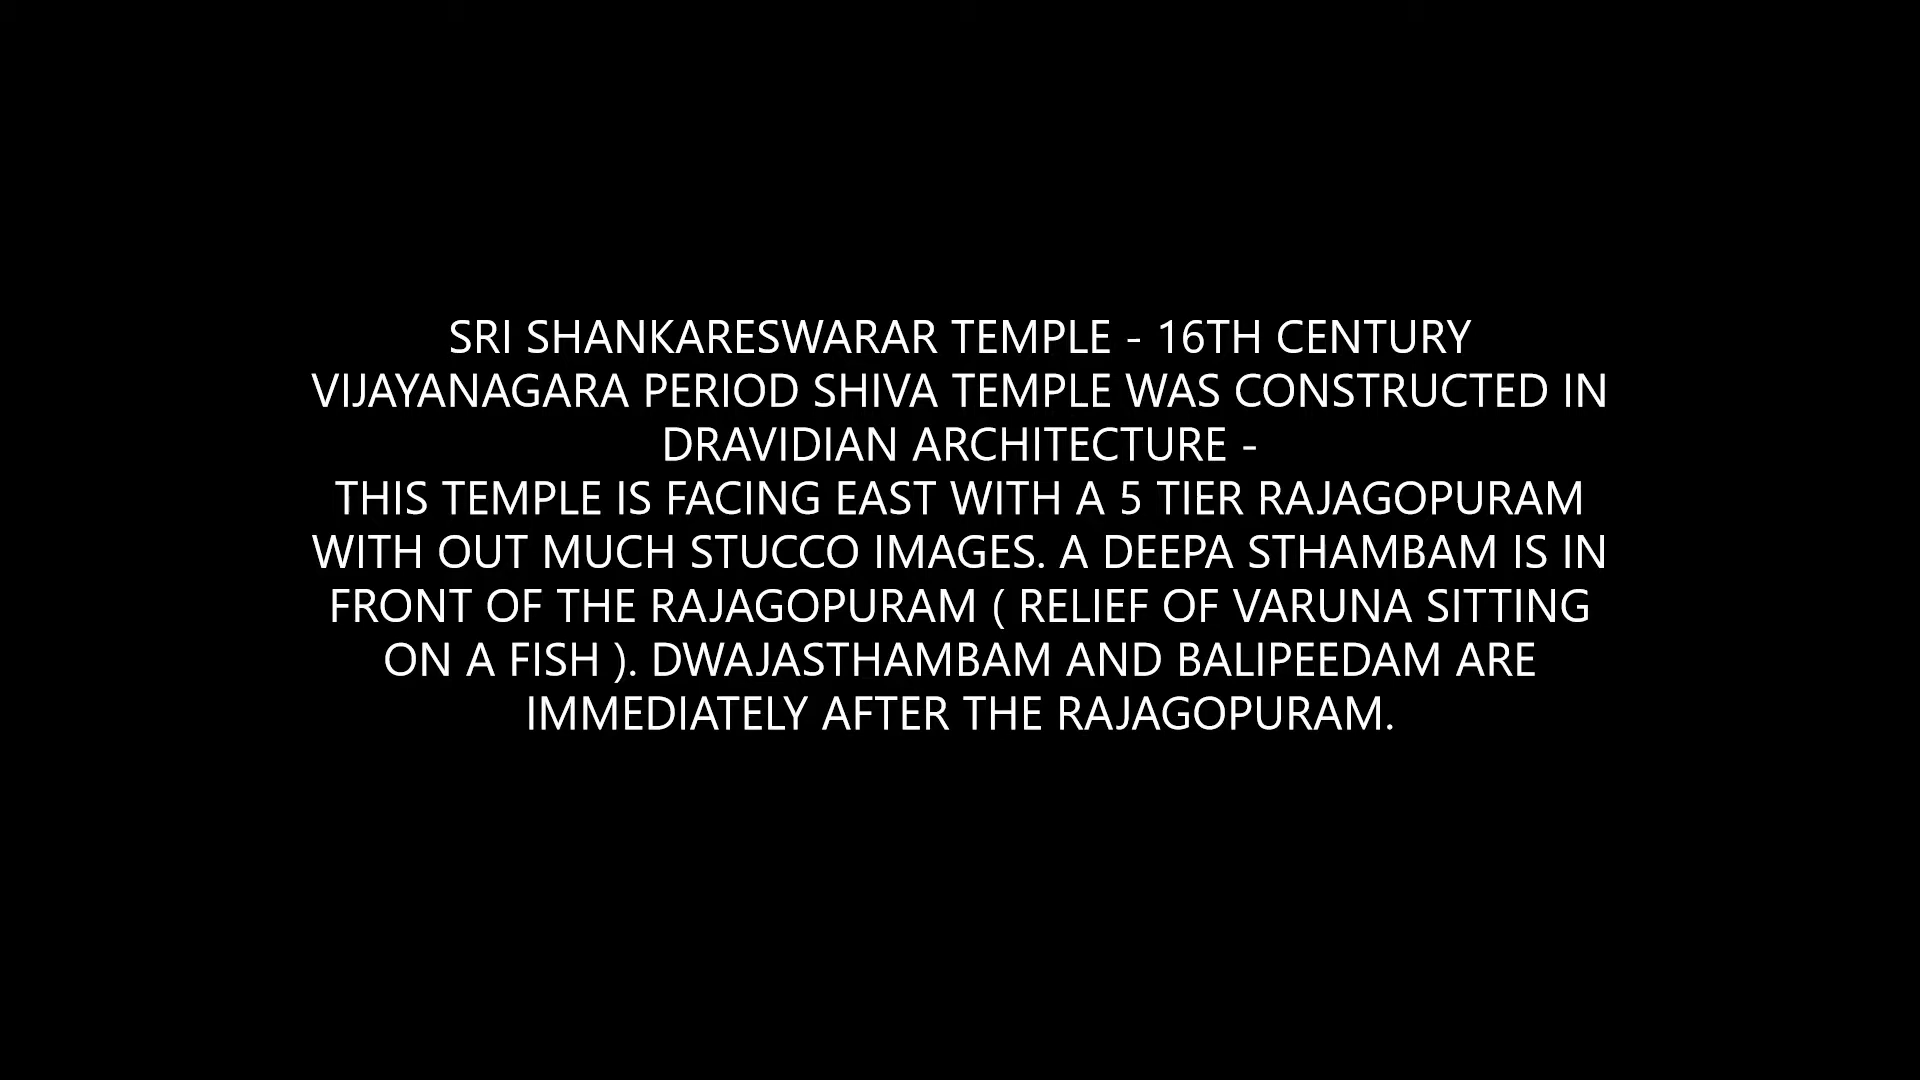 SRI SHANKARESWARAR TEMPLE - 16TH CENTURY
VIJAYANAGARA PERIOD SHIVA TEMPLE WAS CONSTRUCTED IN
DRAVIDIAN ARCHITECTURE -
THIS TEMPLE IS FACING EAST WITH A 5 TIER RAJAGOPURAM
WITH OUT MUCH STUCCO IMAGES. A DEEPA STHAMBAM IS IN
FRONT OF THE RAJAGOPURAM ( RELIEF OF VARUNA SITTING
ON A FISH ). DWAJASTHAMBAM AND BALIPEEDAM ARE
IMMEDIATELY AFTER THE RAJAGOPURAM.